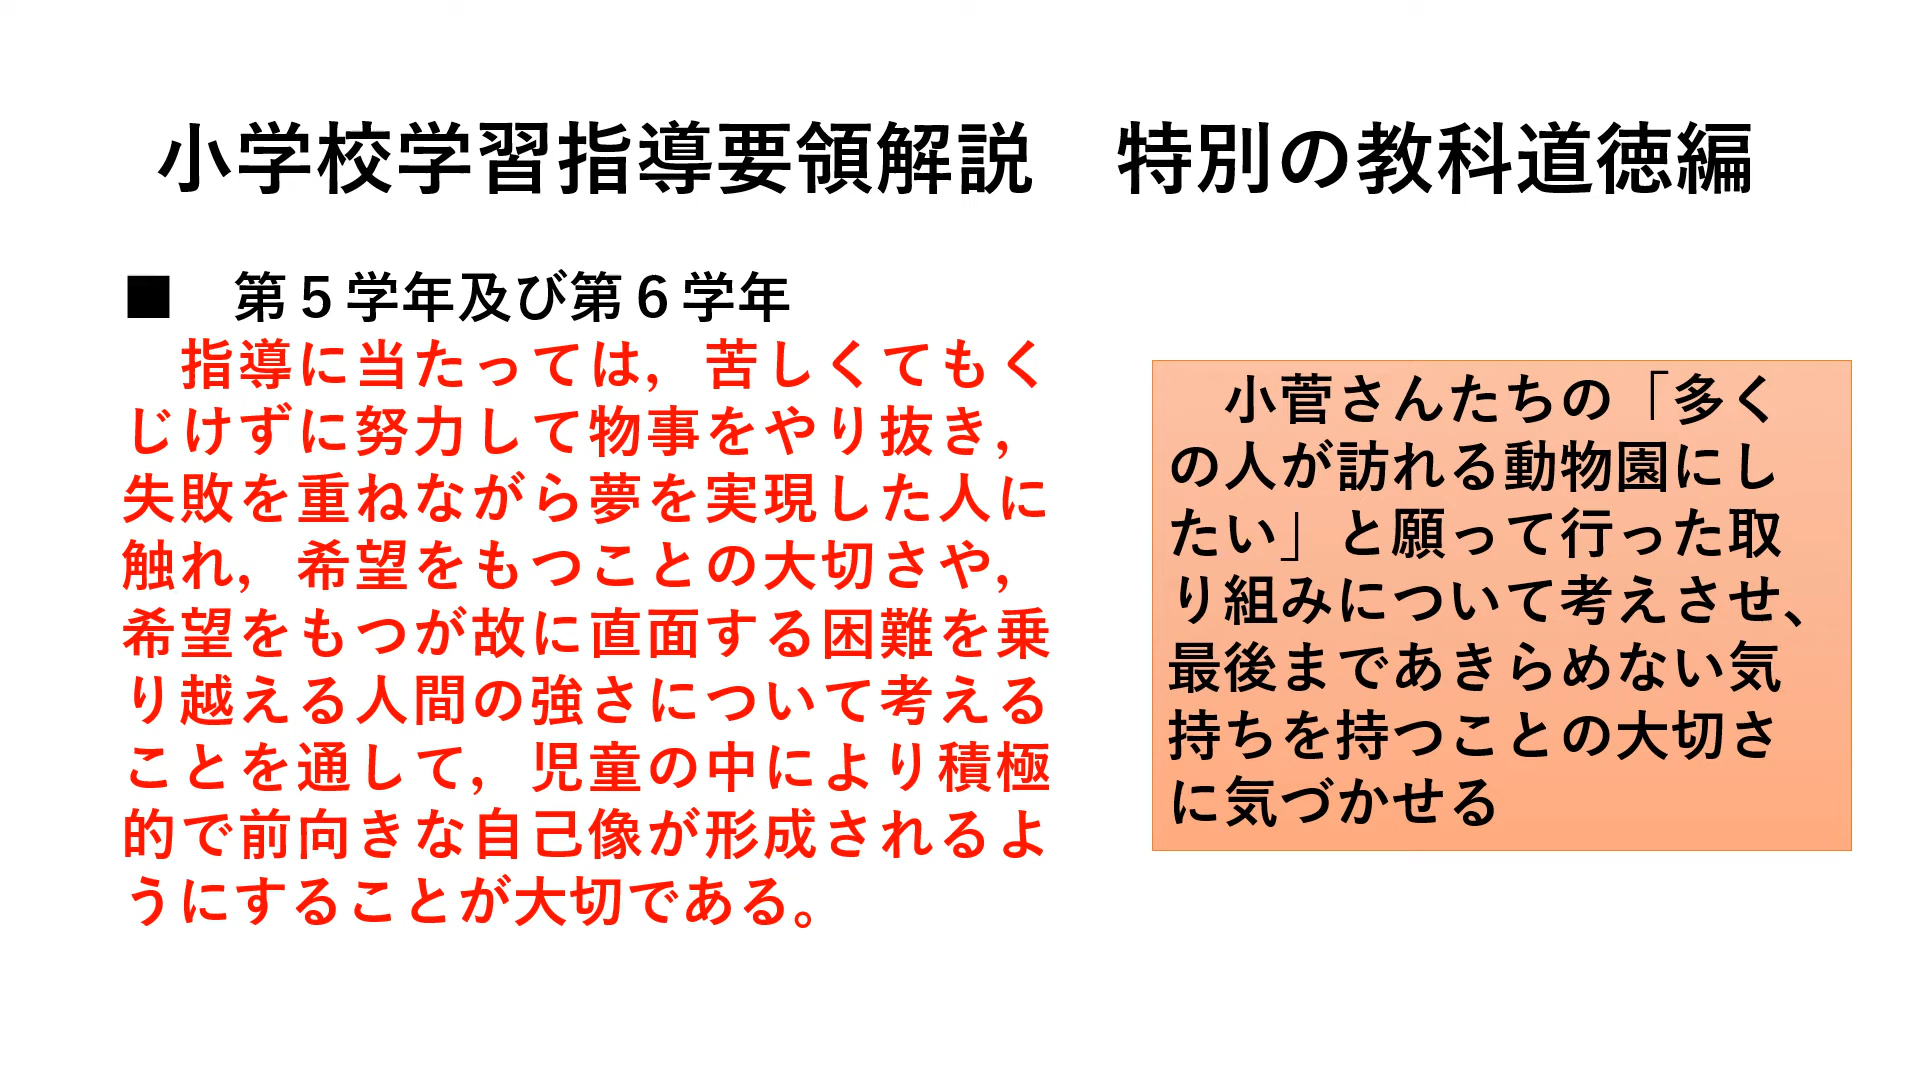 小学校学習指導要領解説　特別の教科道徳編
■　第５学年及び第６学年
　指導に当たっては，苦しくてもく
じけずに努力して物事をやり抜き，
失敗を重ねながら夢を実現した人に
触れ，希望をもつことの大切さや，
希望をもつが故に直面する困難を乗
り越える人間の強さについて考える
ことを通して，児童の中により積極
的で前向きな自己像が形成されるよ
うにすることが大切である。
　小菅さんたちの「多く
の人が訪れる動物園にし
たい」と願って行った取
り組みについて考えさせ、
最後まであきらめない気
持ちを持つことの大切さ
に気づかせる